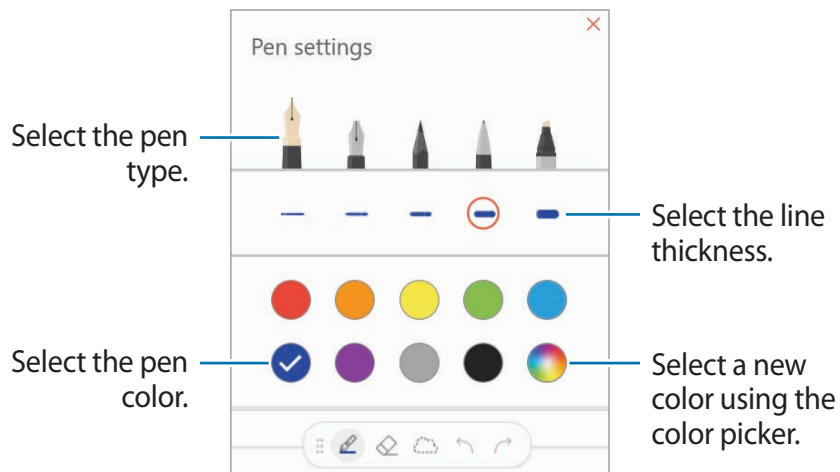 Pen settings
Select the pen
type.
Select the line
thickness.
Select the pen
color.
Select a new
color using the
color picker.